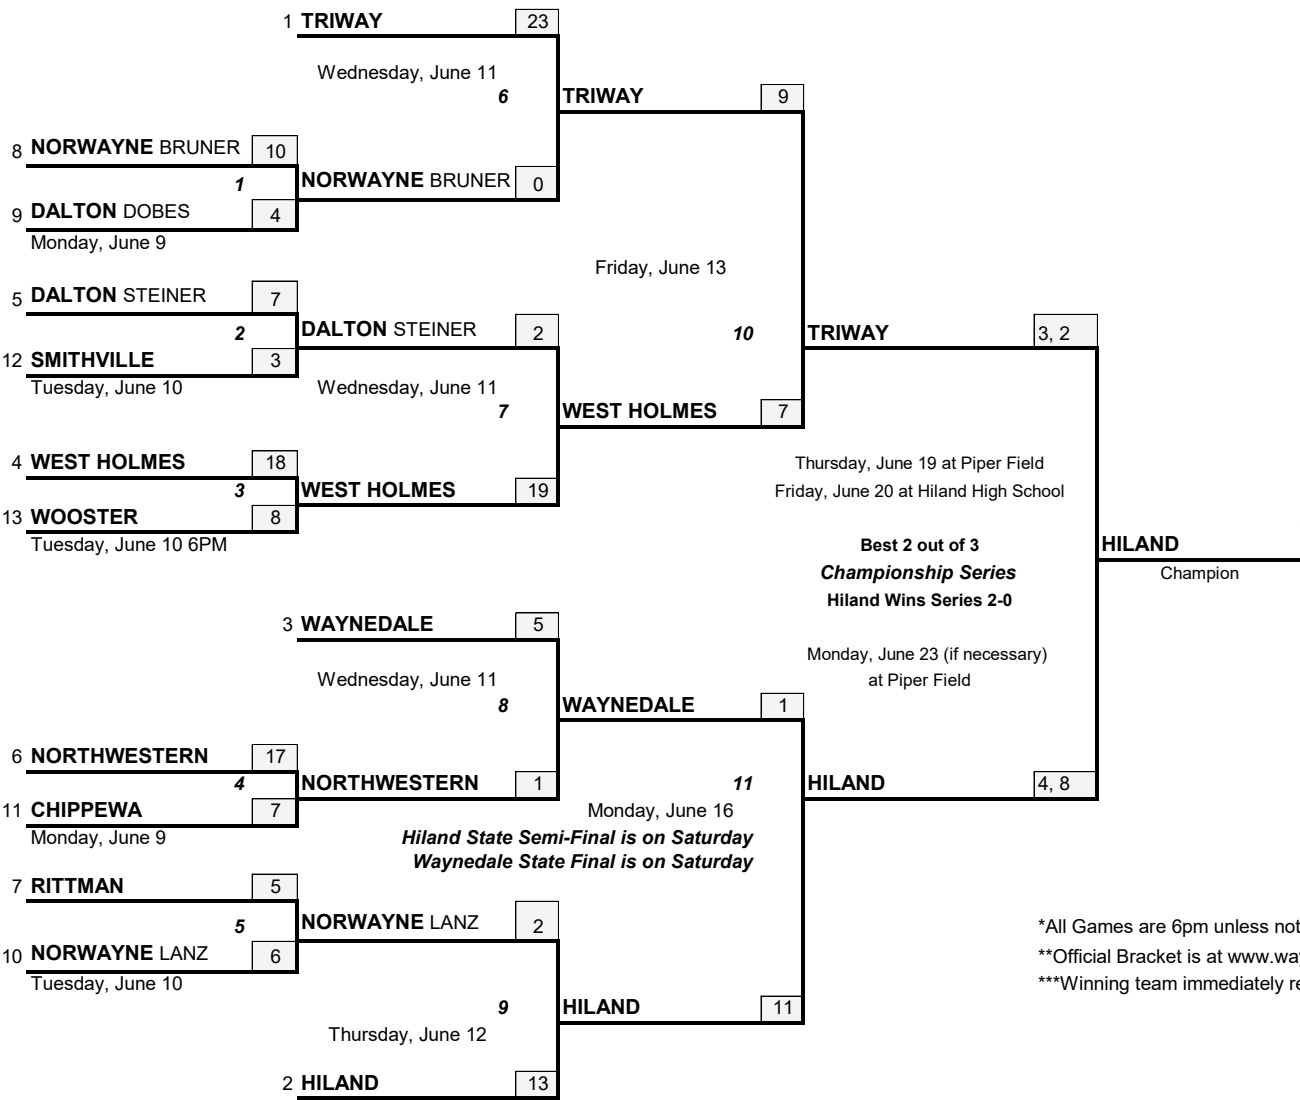 1 TRIWAY 23
Wednesday, June 11
6
TRIWAY 9
8 NORWAYNE BRUNER 10
1
NORWAYNE BRUNER 0
9 DALTON DOBES 4
Monday, June 9
Friday, June 13
5 DALTON STEINER 7
2
DALTON STEINER 2
10
TRIWAY 3, 2
12 SMITHVILLE 3
Tuesday, June 10
Wednesday, June 11
7
WEST HOLMES 7
4 WEST HOLMES 18
3
WEST HOLMES 19
13 WOOSTER 8
Tuesday, June 10 6PM
Thursday, June 19 at Piper Field
Friday, June 20 at Hiland High School
Best 2 out of 3
Championship Series
Hiland Wins Series 2-0
HILAND
Champion
Monday, June 23 (if necessary)
at Piper Field
3 WAYNEDALE 5
Wednesday, June 11
8
WAYNEDALE 1
6 NORTHWESTERN 17
4
NORTHWESTERN 1
11
HILAND 4, 8
11 CHIPPEWA 7
Monday, June 9
Monday, June 16
Hiland State Semi-Final is on Saturday
Waynedale State Final is on Saturday
7 RITTMAN 5
5
NORWAYNE LANZ 2
10 NORWAYNE LANZ 6
Tuesday, June 10
9
HILAND 11
Thursday, June 12
2 HILAND 13
*All Games are 6pm unless not
**Official Bracket is at www.way
***Winning team immediately re